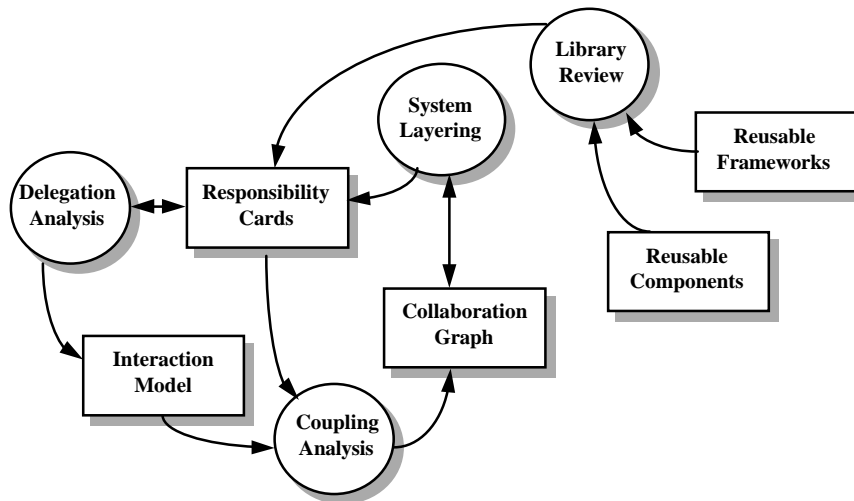 Library
Review
System
Layering
Reusable
Frameworks
Delegation
Analysis
Responsibility
Cards
Reusable
Components
Collaboration
Graph
Interaction
Model
Coupling
Analysis